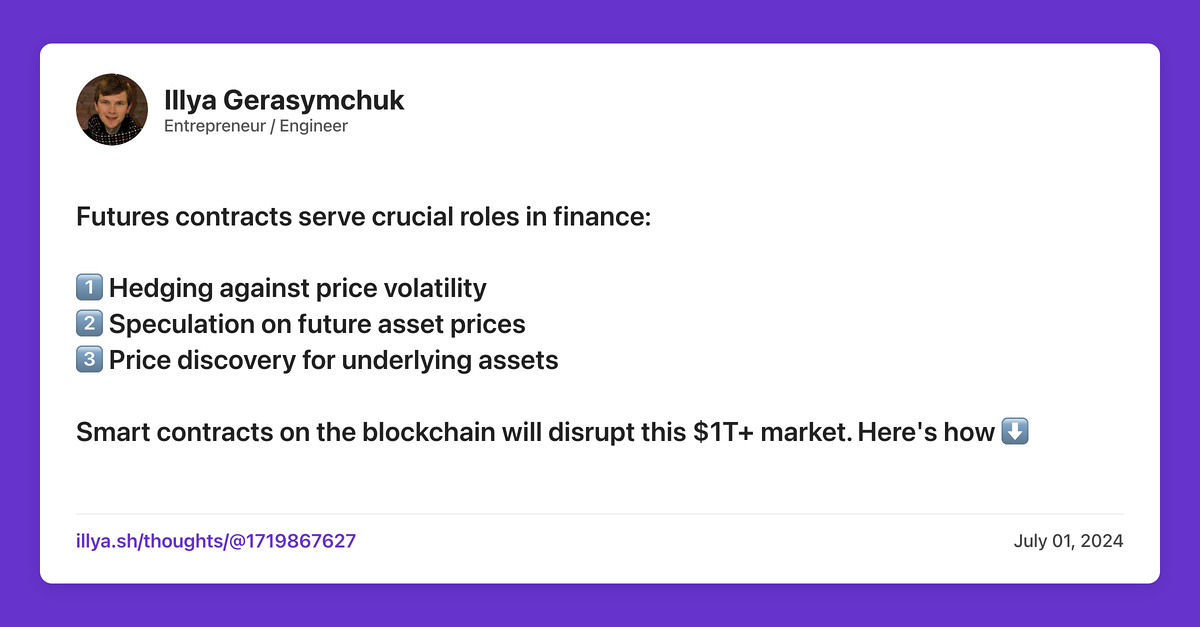 Illya Gerasymchuk
Entrepreneur / Engineer
Futures contracts serve crucial roles in finance:
1️⃣ Hedging against price volatility
2️⃣ Speculation on future asset prices
3️⃣ Price discovery for underlying assets
Smart contracts on the blockchain will disrupt this $1T+ market. Here's how ⬇️
illya.sh/thoughts/@1719867627
July 01, 2024